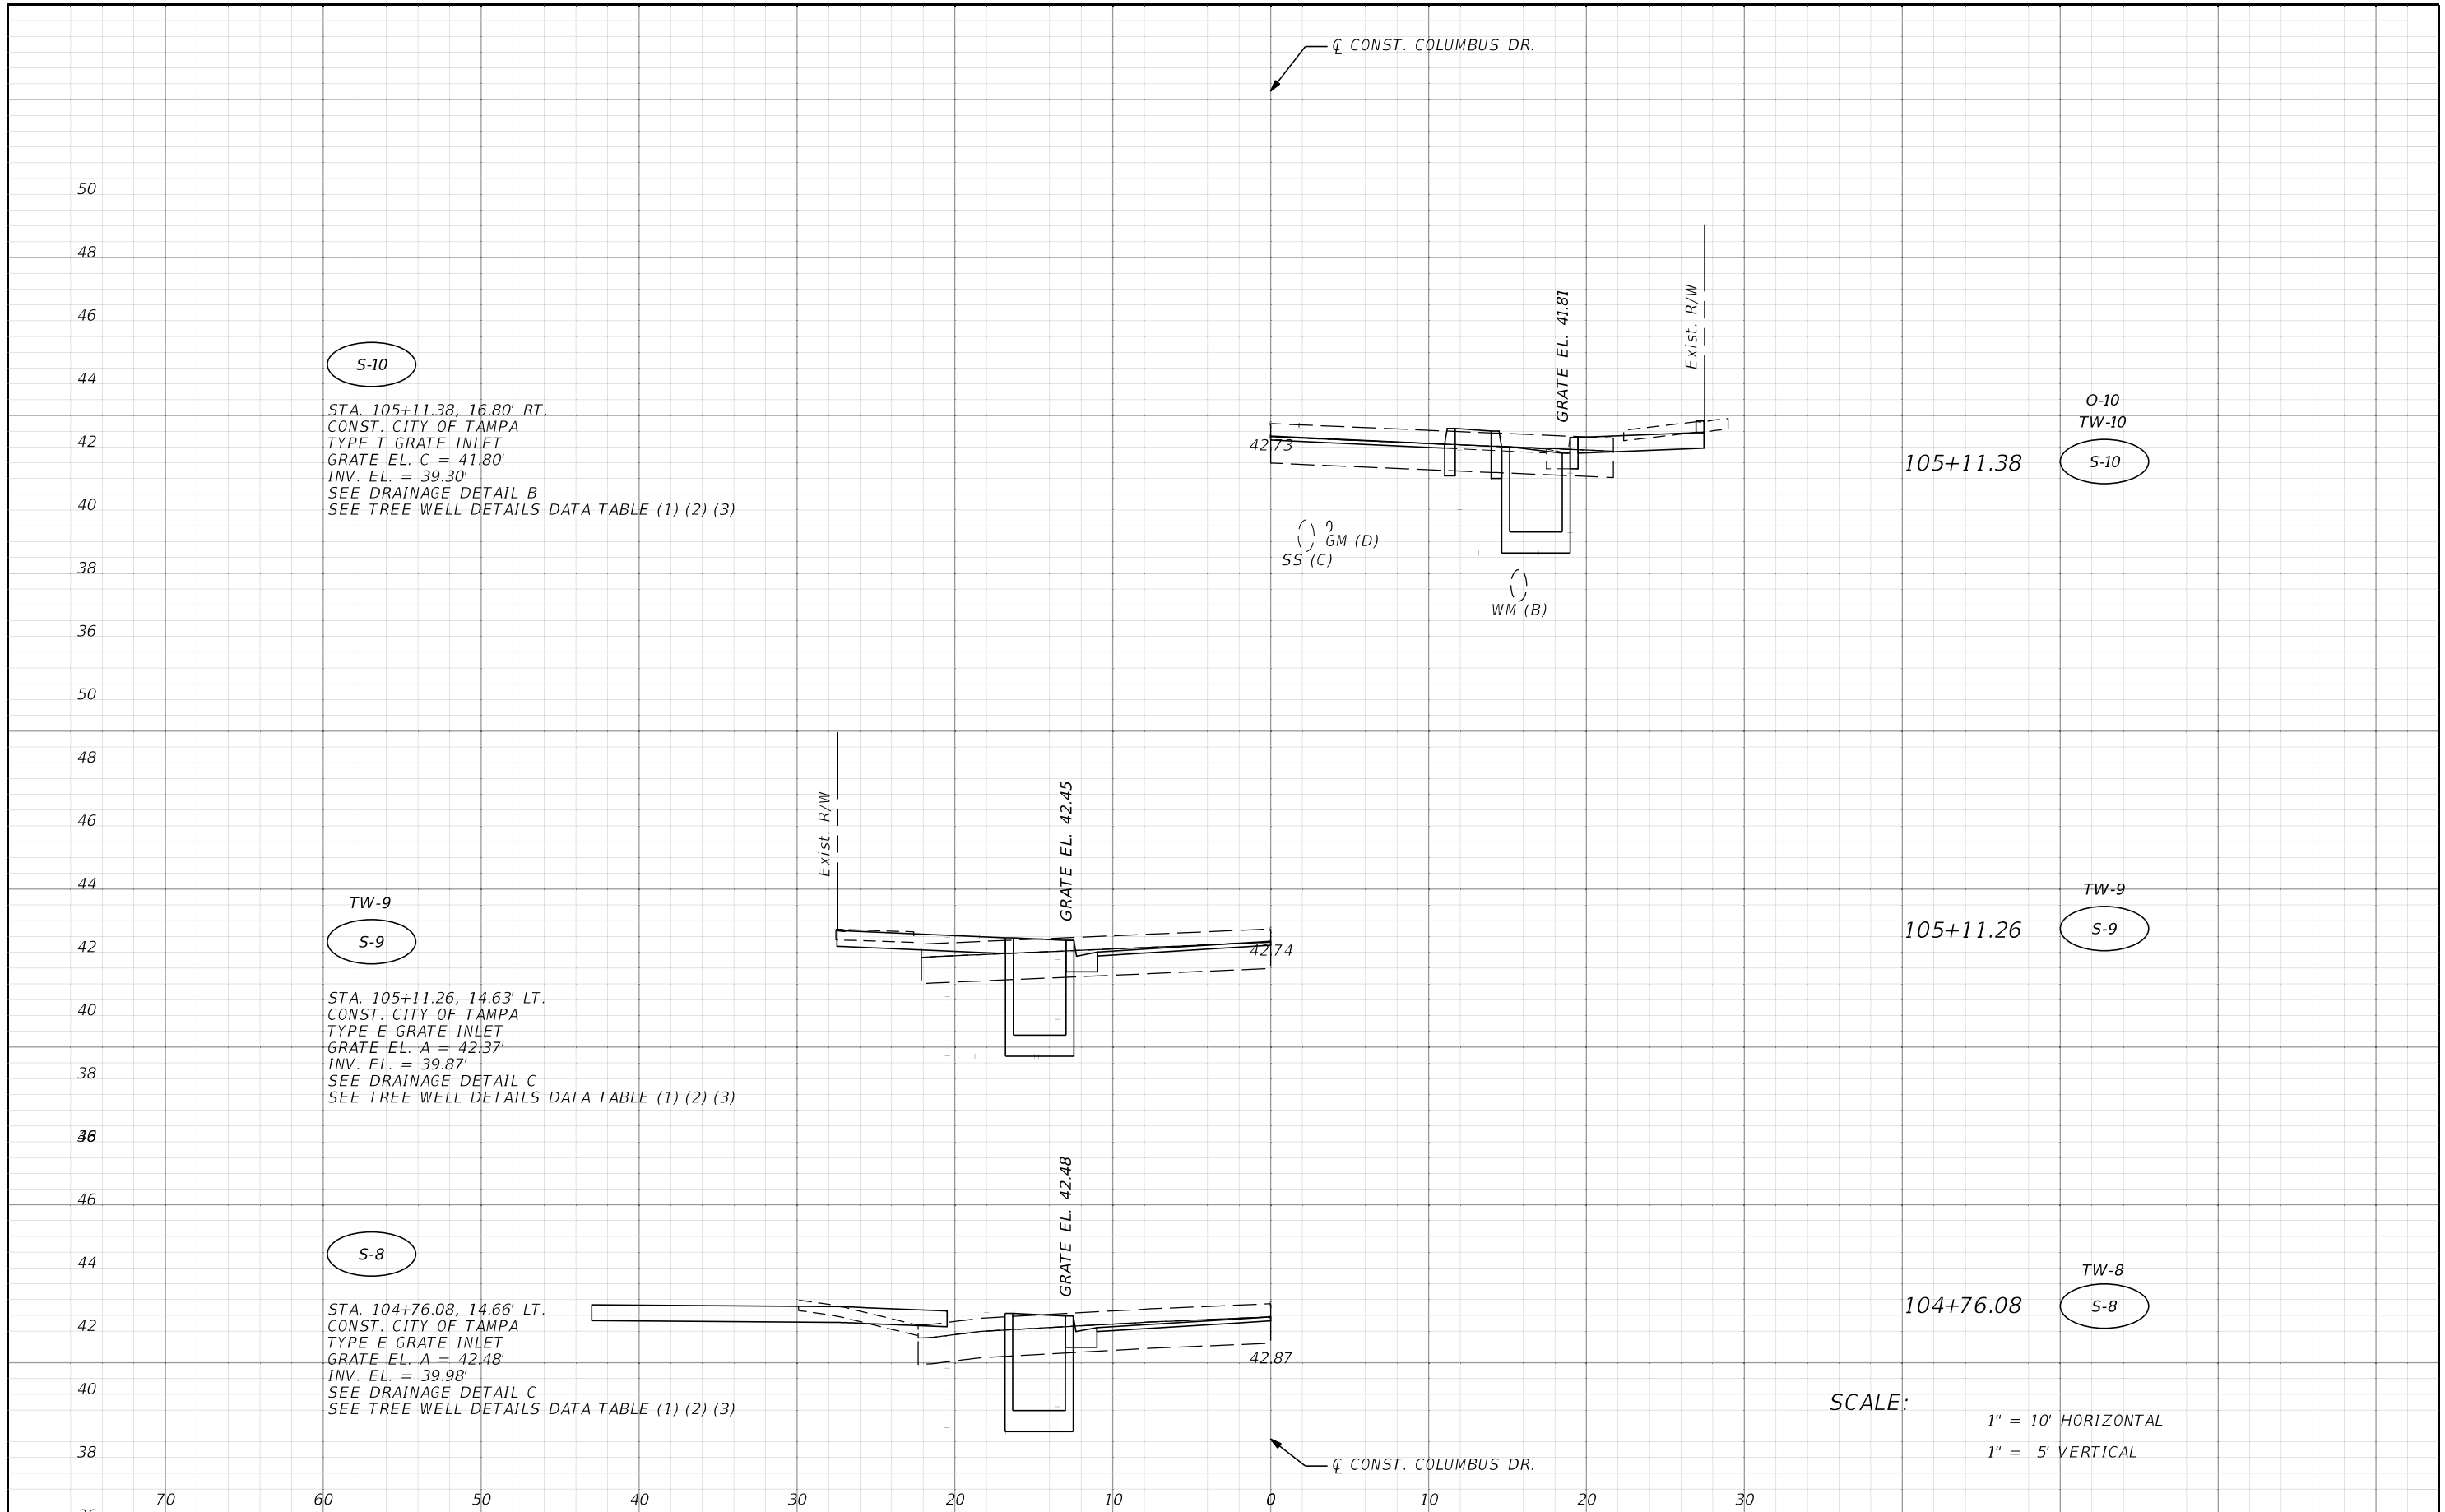 ℄ CONST. COLUMBUS DR.
50
48
46
44
42
40
38
36
S-10
STA. 105+11.38, 16.80' RT.
CONST. CITY OF TAMPA
TYPE T GRATE INLET
GRATE EL. C = 41.80'
INV. EL. = 39.30'
SEE DRAINAGE DETAIL B
SEE TREE WELL DETAILS DATA TABLE (1) (2) (3)
42.73
GRATE EL. 41.81
Exist. R/W
GM (D)
SS (C)
WM (B)
O-10
TW-10
105+11.38
S-10
50
48
46
44
42
40
38
TW-9
S-9
STA. 105+11.26, 14.63' LT.
CONST. CITY OF TAMPA
TYPE E GRATE INLET
GRATE EL. A = 42.37'
INV. EL. = 39.87'
SEE DRAINAGE DETAIL C
SEE TREE WELL DETAILS DATA TABLE (1) (2) (3)
Exist. R/W
GRATE EL. 42.45
42.74
TW-9
105+11.26
S-9
46
44
42
40
38
S-8
STA. 104+76.08, 14.66' LT.
CONST. CITY OF TAMPA
TYPE E GRATE INLET
GRATE EL. A = 42.48'
INV. EL. = 39.98'
SEE DRAINAGE DETAIL C
SEE TREE WELL DETAILS DATA TABLE (1) (2) (3)
GRATE EL. 42.48
42.87
TW-8
104+76.08
S-8
℄ CONST. COLUMBUS DR.
SCALE:
1" = 10' HORIZONTAL
1" = 5' VERTICAL
70 60 50 40 30 20 10 0 10 20 30